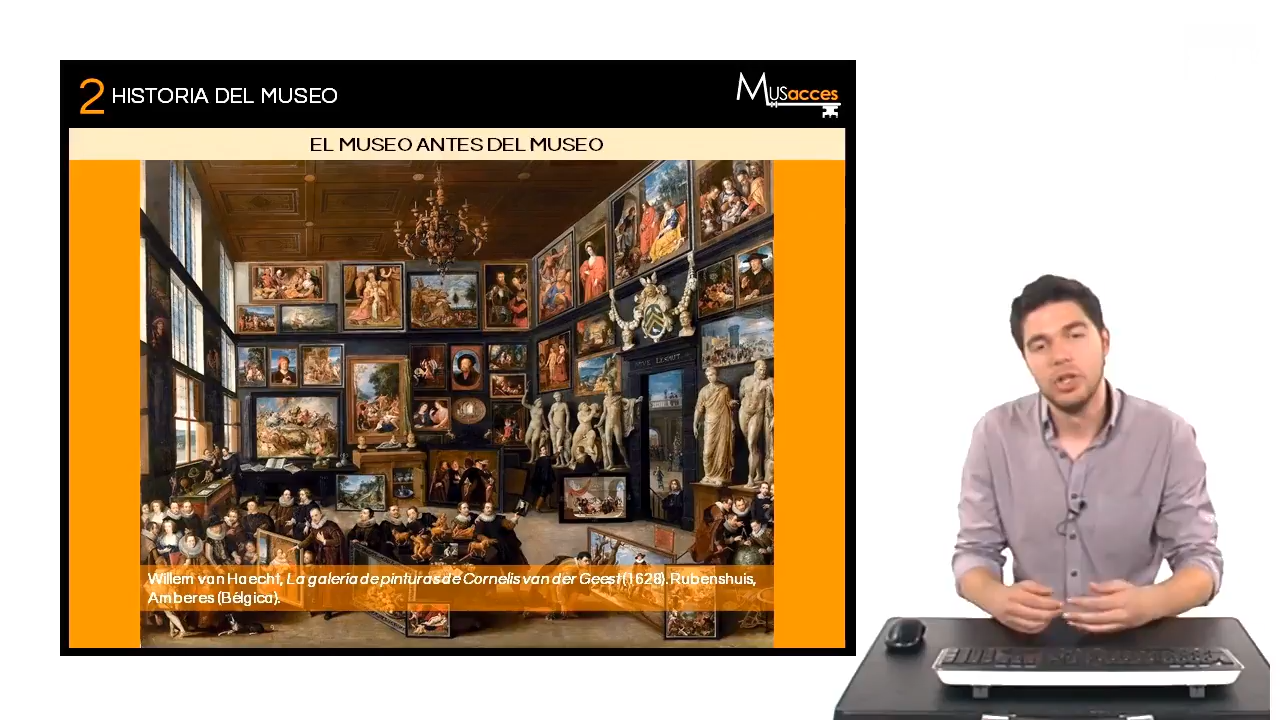 2 HISTORIA DEL MUSEO
MUSacces
EL MUSEO ANTES DEL MUSEO
Willem van Haecht, La galería de pinturas de Cornelis van der Geest (1628). Rubenshuis,
Amberes (Bélgica).